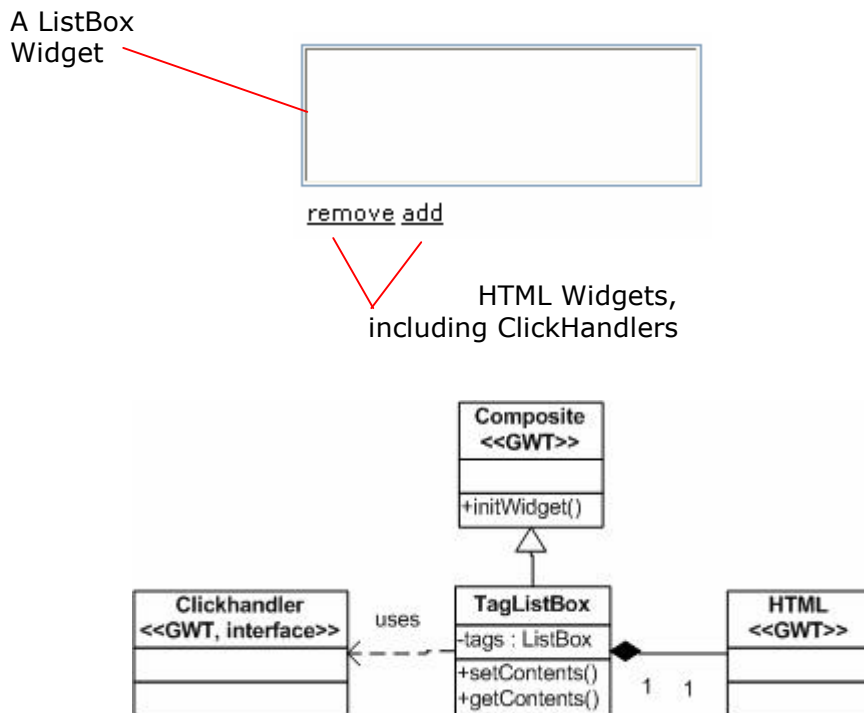 A ListBox
Widget
remove add
HTML Widgets,
including ClickHandlers
Composite
<<GWT>>
+initWidget()
Clickhandler
<<GWT, interface>>
uses
TagListBox
-tags : ListBox
+setContents()
+getContents()
1 1
HTML
<<GWT>>